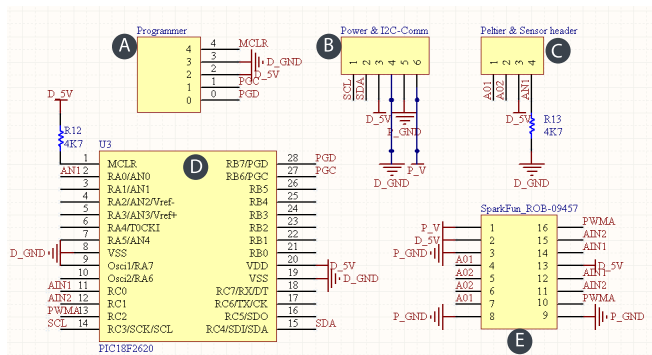 Programmer
A
4 4 MCLR
3 3 D_GND
2 2 D_5V
1 1 PGC
0 0 PGD
Power & I2C-Comm
B
1 2 3 4 5 6
SCL SDA
D_5V
P_GND
D_GND
P_V
Peltier & Sensor header
C
1 2 3 4
A01 A02 AN1
D_5V
R13
4K7
D_GND
D_5V
R12
4K7
U3
D
1 MCLR RB7/PGD 28 PGD
AN1 2 RA0/AN0 RB6/PGC 27 PGC
3 RA1/AN1 RB5 26
4 RA2/AN2/Vref- RB4 25
5 RA3/AN3/Vref+ RB3 24
6 RA4/T0CKI RB2 23
7 RA5/AN4 RB1 22
D_GND 8 VSS RB0 21
9 Osci1/RA7 VDD 20 D_5V
10 Osci2/RA6 VSS 19 D_GND
AIN1 11 RC0 RC7/RX/DT 18
AIN2 12 RC1 RC6/TX/CK 17
PWMA 13 RC2 RC5/SDO 16
SCL 14 RC3/SCK/SCL RC4/SDI/SDA 15 SDA
PIC18F2620
SparkFun_ROB-09457
P_V 1 16 PWMA
D_5V 2 15 AIN2
P_GND 3 14 AIN1
A01 4 13 D_5V
A02 5 12 AIN1
A02 6 11 AIN2
A01 7 10 PWMA
P_GND 8 9 P_GND
E